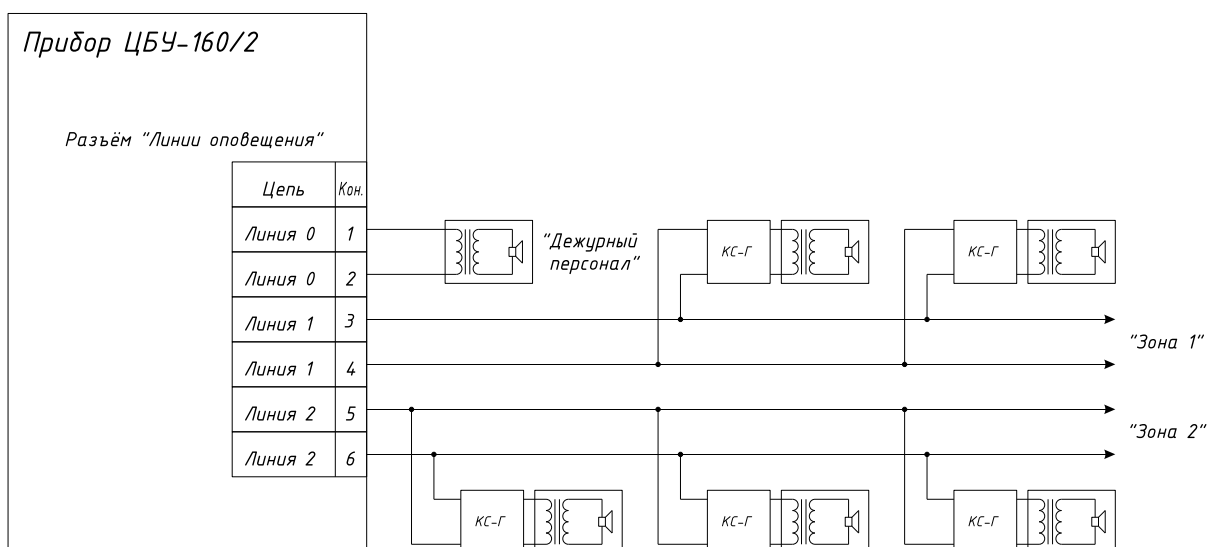 Прибор ЦБУ-160/2
Разъём "Линии оповещения"
Цепь Кон.
Линия 0 1
Линия 0 2
Линия 1 3
Линия 1 4
Линия 2 5
Линия 2 6
"Дежурный
персонал"
КС-Г
КС-Г
"Зона 1"
"Зона 2"
КС-Г
КС-Г
КС-Г